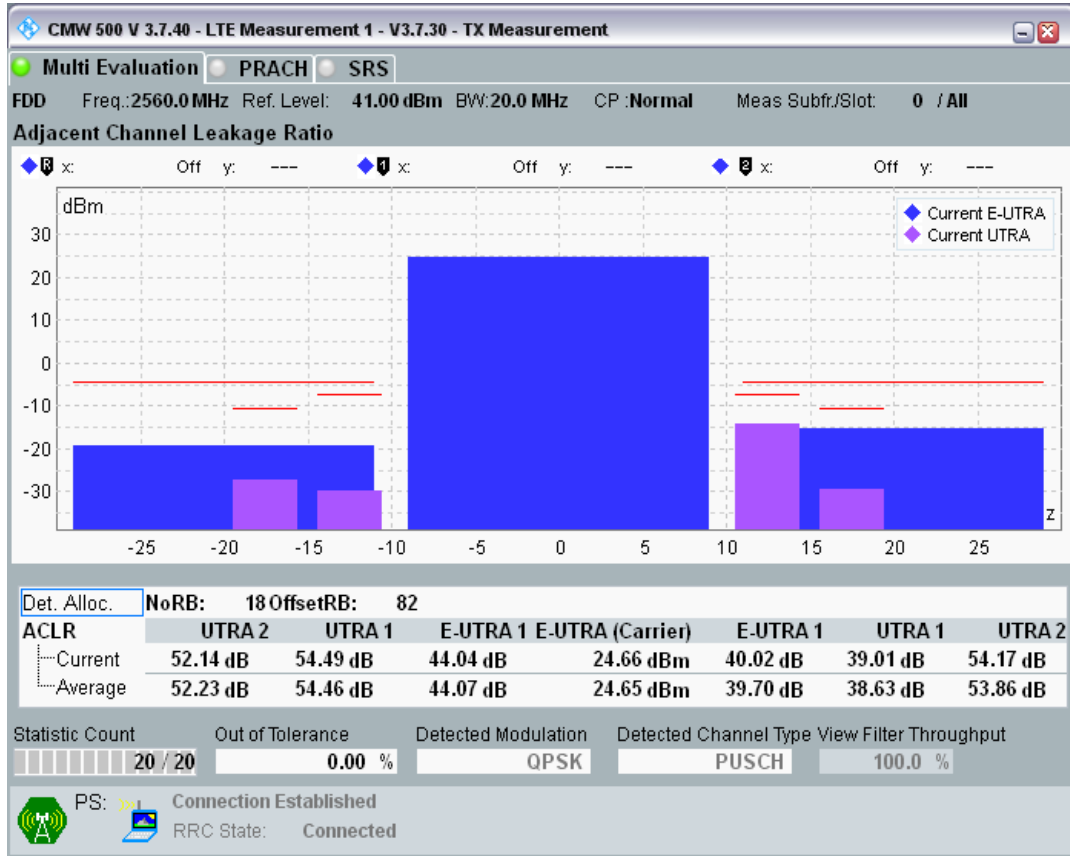 CMW 500 V 3.7.40 - LTE Measurement 1 - V3.7.30 - TX Measurement
Multi Evaluation PRACH SRS
FDD Freq.:2560.0 MHz Ref. Level: 41.00 dBm BW:20.0 MHz CP :Normal Meas Subfr./Slot: 0 / All
Adjacent Channel Leakage Ratio
R x: Off y: --- 1 x: Off y: --- 2 x: Off y: ---
dBm
Current E-UTRA
Current UTRA
30
20
10
0
-10
-20
-30
z
-25 -20 -15 -10 -5 0 5 10 15 20 25
Det. Alloc. NoRB: 18 OffsetRB: 82
ACLR UTRA 2 UTRA 1 E-UTRA 1 E-UTRA (Carrier) E-UTRA 1 UTRA 1 UTRA 2
Current 52.14 dB 54.49 dB 44.04 dB 24.66 dBm 40.02 dB 39.01 dB 54.17 dB
Average 52.23 dB 54.46 dB 44.07 dB 24.65 dBm 39.70 dB 38.63 dB 53.86 dB
Statistic Count Out of Tolerance Detected Modulation Detected Channel Type View Filter Throughput
20 / 20 0.00 % QPSK PUSCH 100.0 %
PS: Connection Established
RRC State: Connected